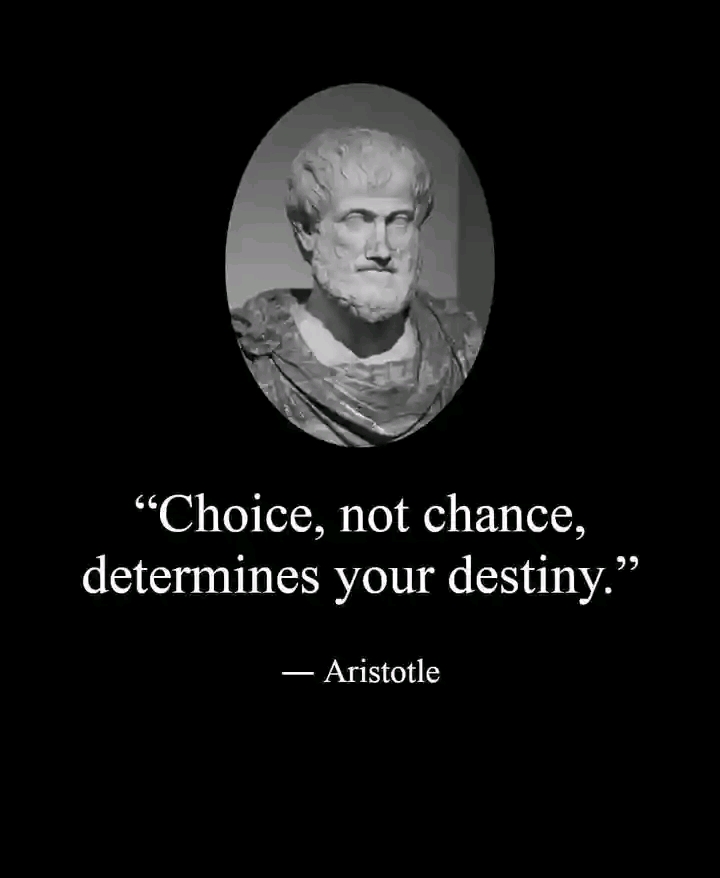 “Choice, not chance,
determines your destiny.”
— Aristotle